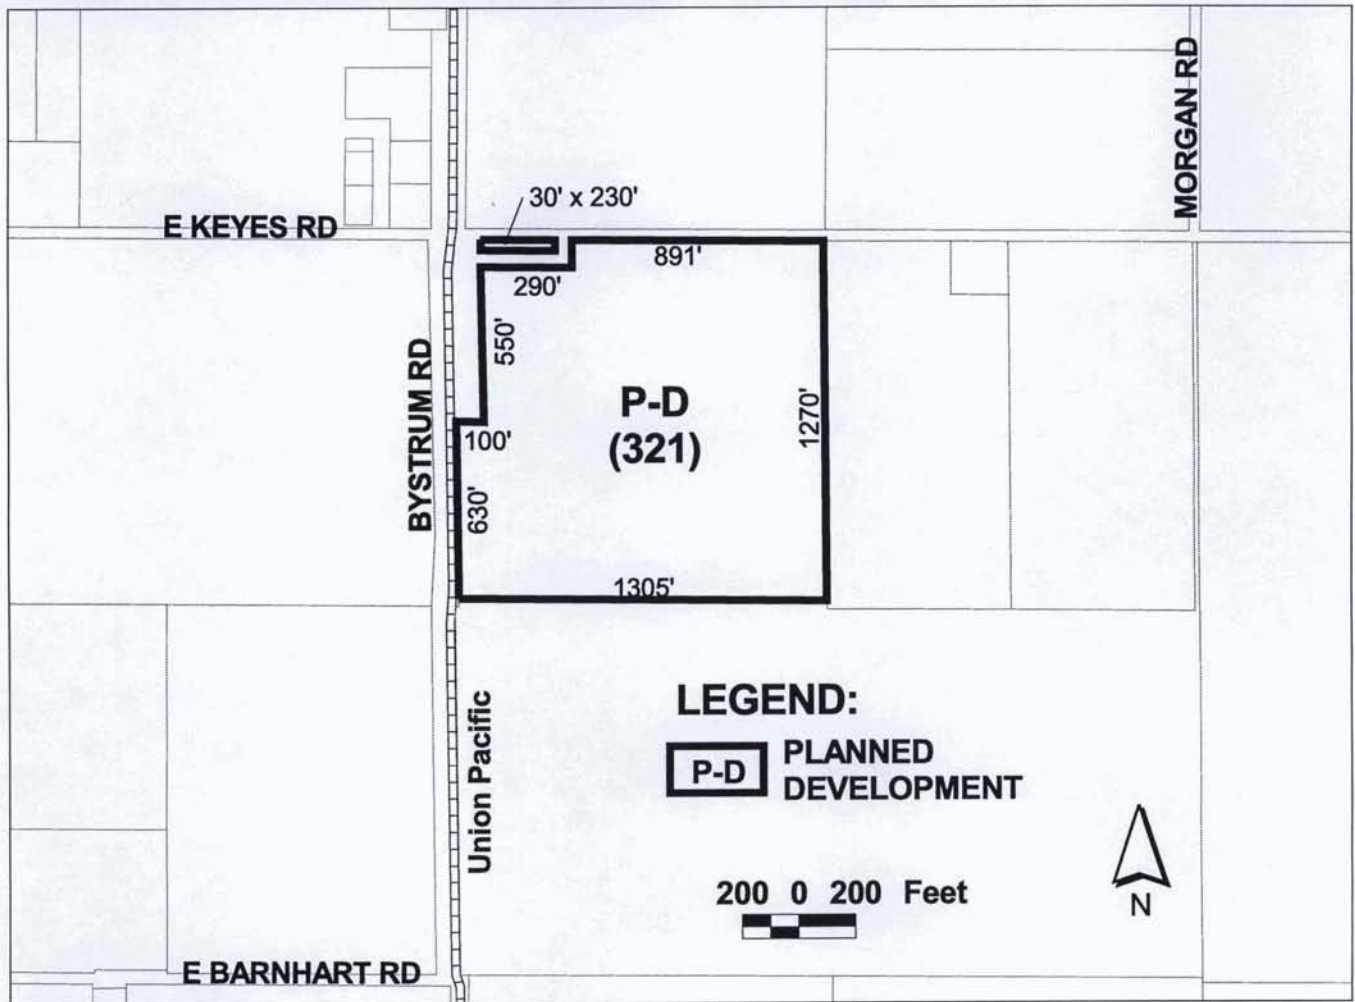 MORGAN RD
30' x 230'
E KEYES RD
891'
290'
550'
BYSTRUM RD
P-D
(321)
1270'
100'
630'
1305'
Union Pacific
LEGEND:
P-D
PLANNED
DEVELOPMENT
200 0 200 Feet
N
E BARNHART RD